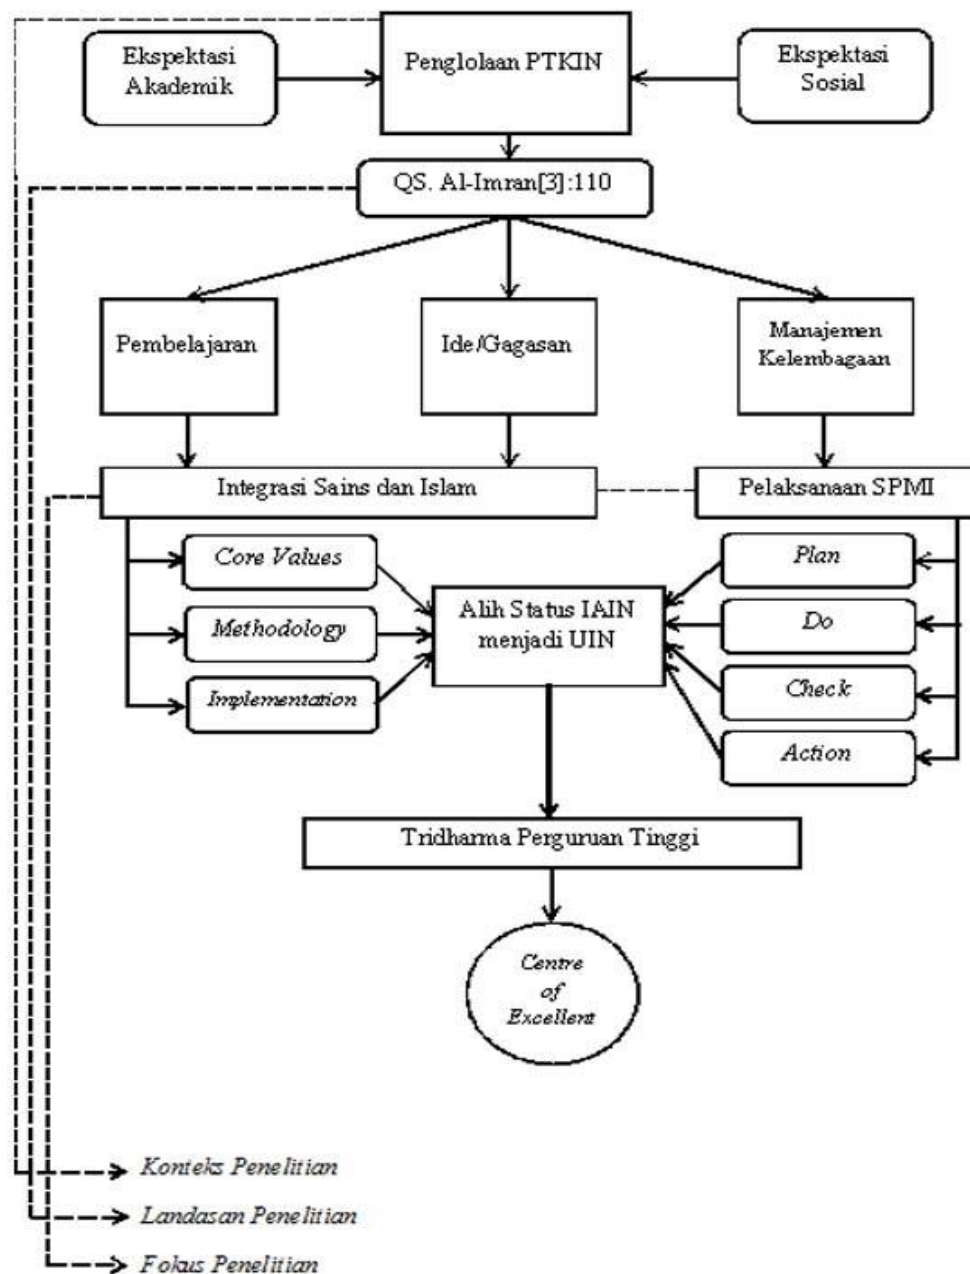 Ekspektasi
Akademik
Penglolaan PTKIN
Ekspektasi
Sosial
QS. Al-Imran[3]:110
Pembelajaran
Ide/Gagasan
Manajemen
Kelembagaan
Integrasi Sains dan Islam
Pelaksanaan SPMI
Core Values
Methodology
Implementation
Alih Status IAIN
menjadi UIN
Plan
Do
Check
Action
Tridharma Perguruan Tinggi
Centre
of
Excellent
Konteks Penelitian
Landasan Penelitian
Fokus Penelitian